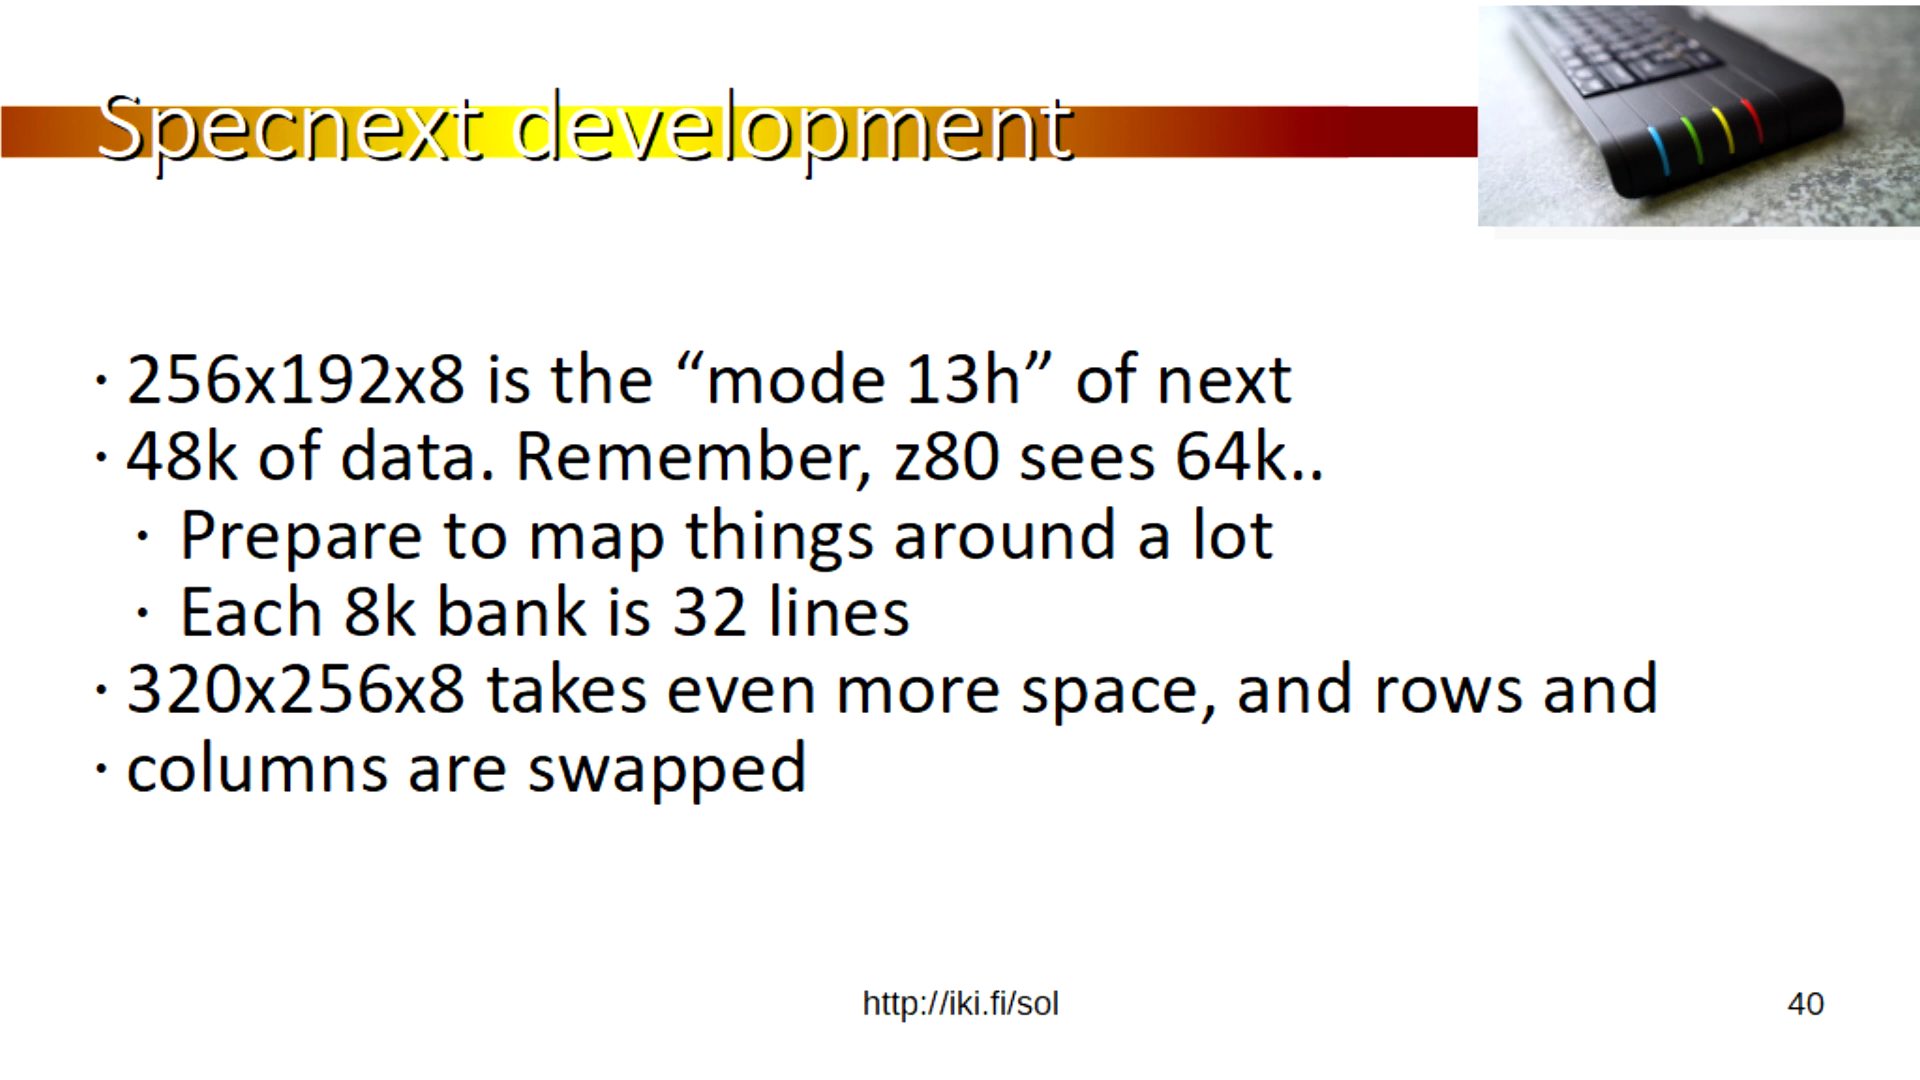 Specnext development
· 256x192x8 is the “mode 13h” of next
· 48k of data. Remember, z80 sees 64k..
· Prepare to map things around a lot
· Each 8k bank is 32 lines
· 320x256x8 takes even more space, and rows and
· columns are swapped
http://iki.fi/sol
40